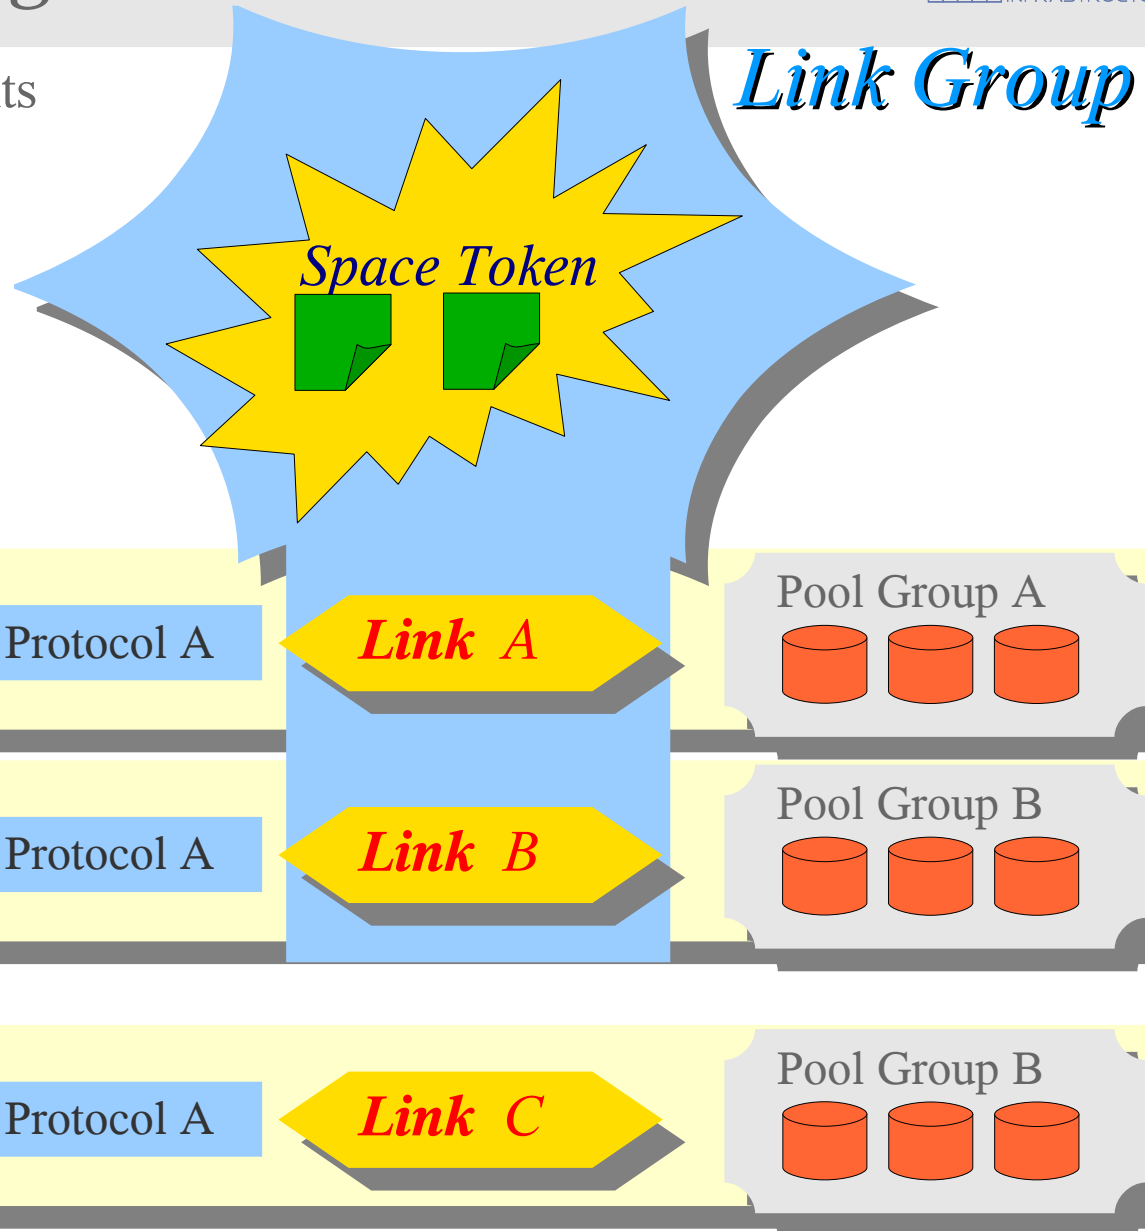 ts
Link Group
Space Token
Pool Group A
Protocol A
Link A
Pool Group B
Protocol A
Link B
Pool Group B
Protocol A
Link C